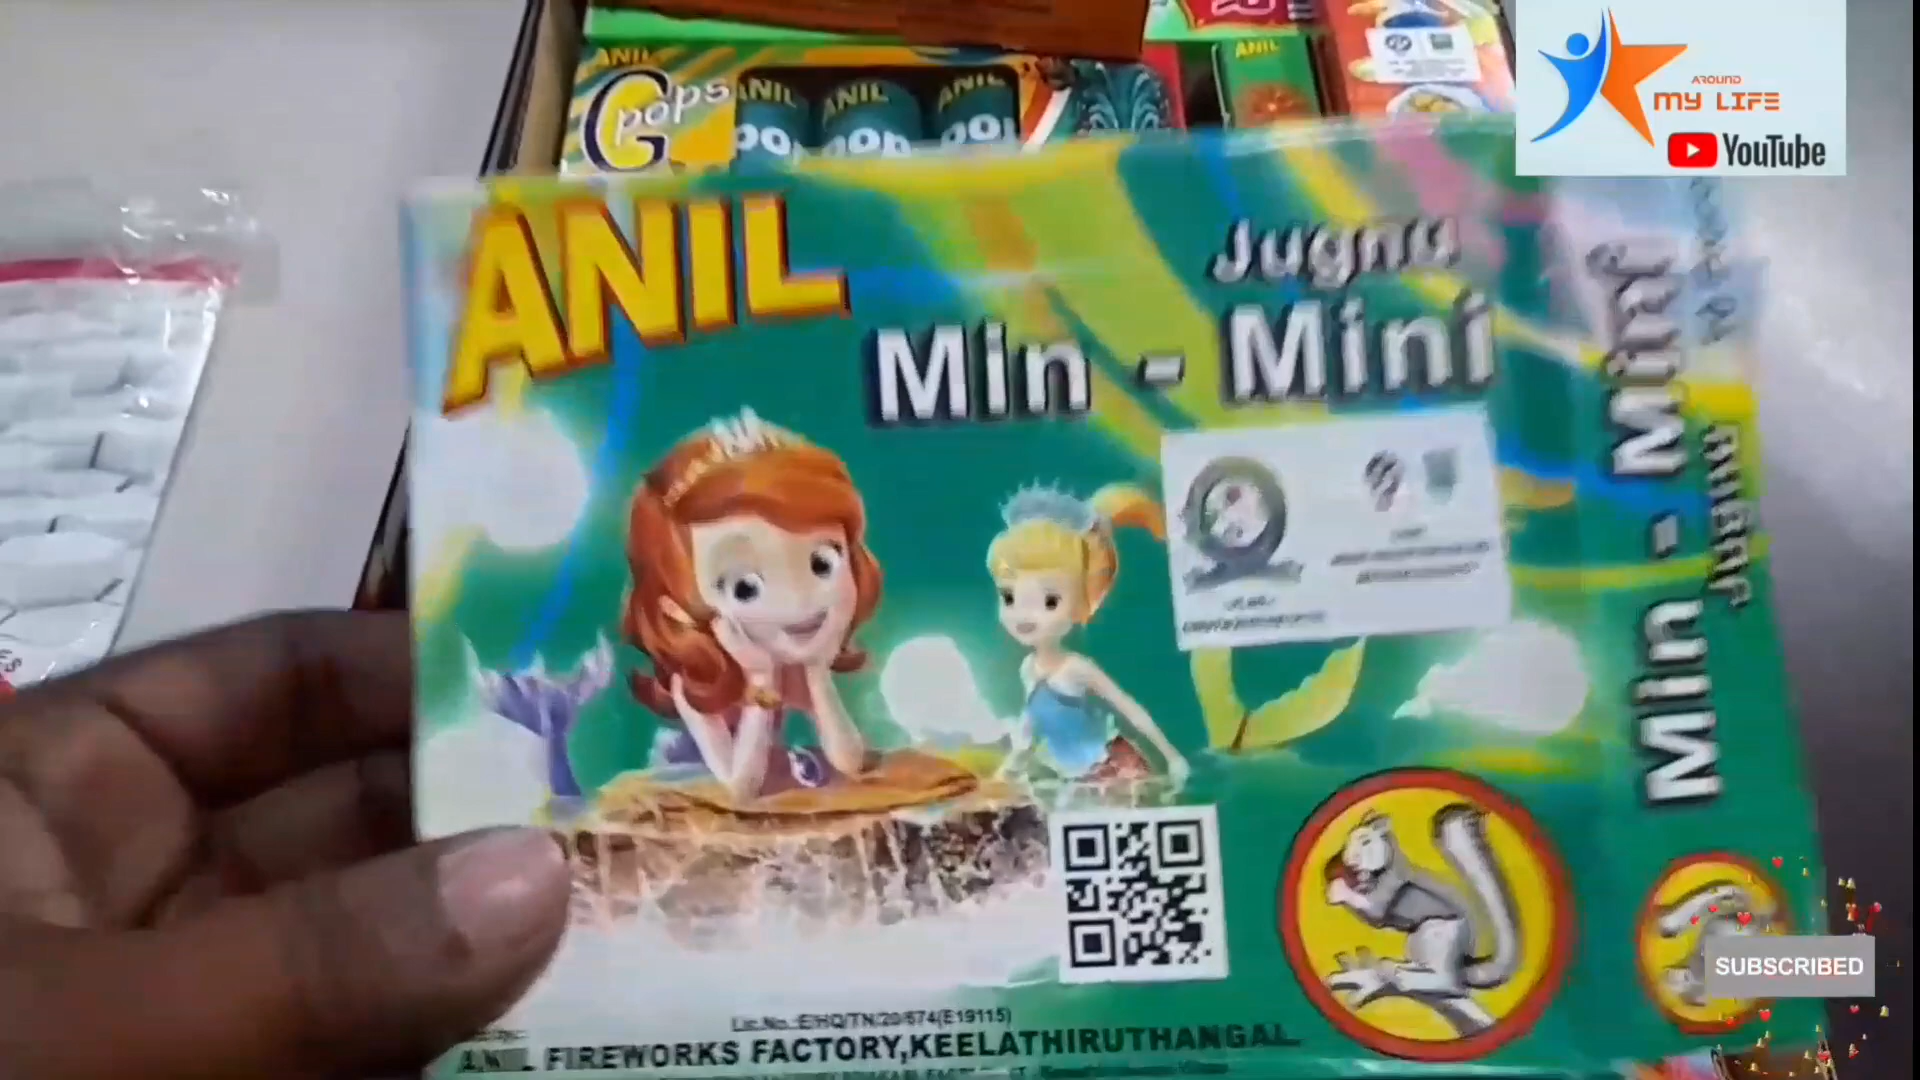 AROUND
MY LIFE
YouTube
ANIL
G pops
ANIL
ANIL
ANIL
ANIL
ANIL
Jugnu
Min - Mini
Min - Mini
Jugnu
Lic.No.:E/HQ/TN/20/674(E19115)
ANIL FIREWORKS FACTORY,KEELATHIRUTHANGAL
SUBSCRIBED